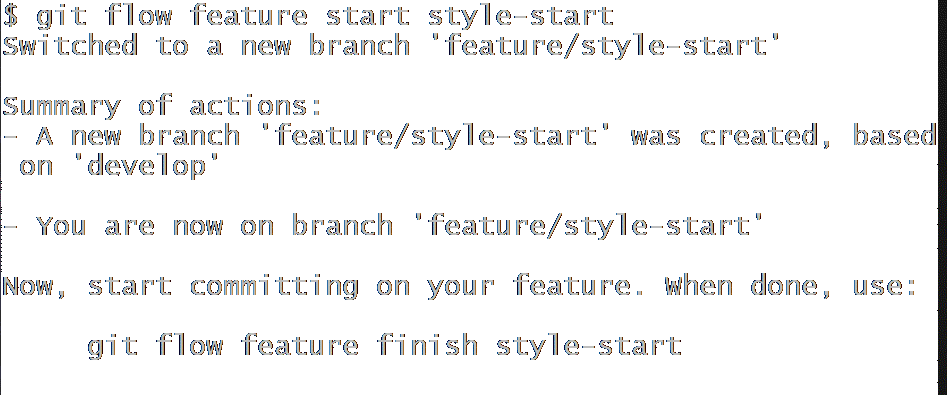 $ git flow feature start style-start
Switched to a new branch 'feature/style-start'
Summary of actions:
- A new branch 'feature/style-start' was created, based
on 'develop'
- You are now on branch 'feature/style-start'
Now, start committing on your feature. When done, use:
git flow feature finish style-start